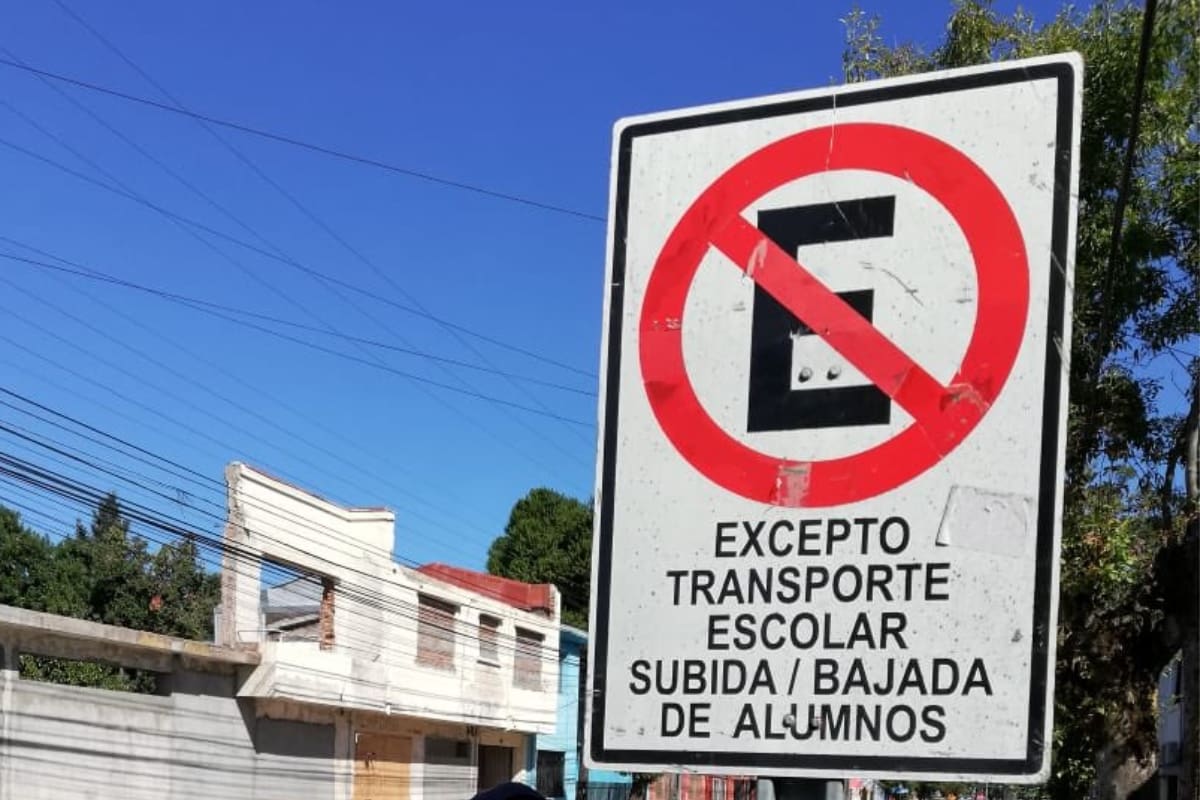 E
EXCEPTO
TRANSPORTE
ESCOLAR
SUBIDA / BAJADA
DE ALUMNOS